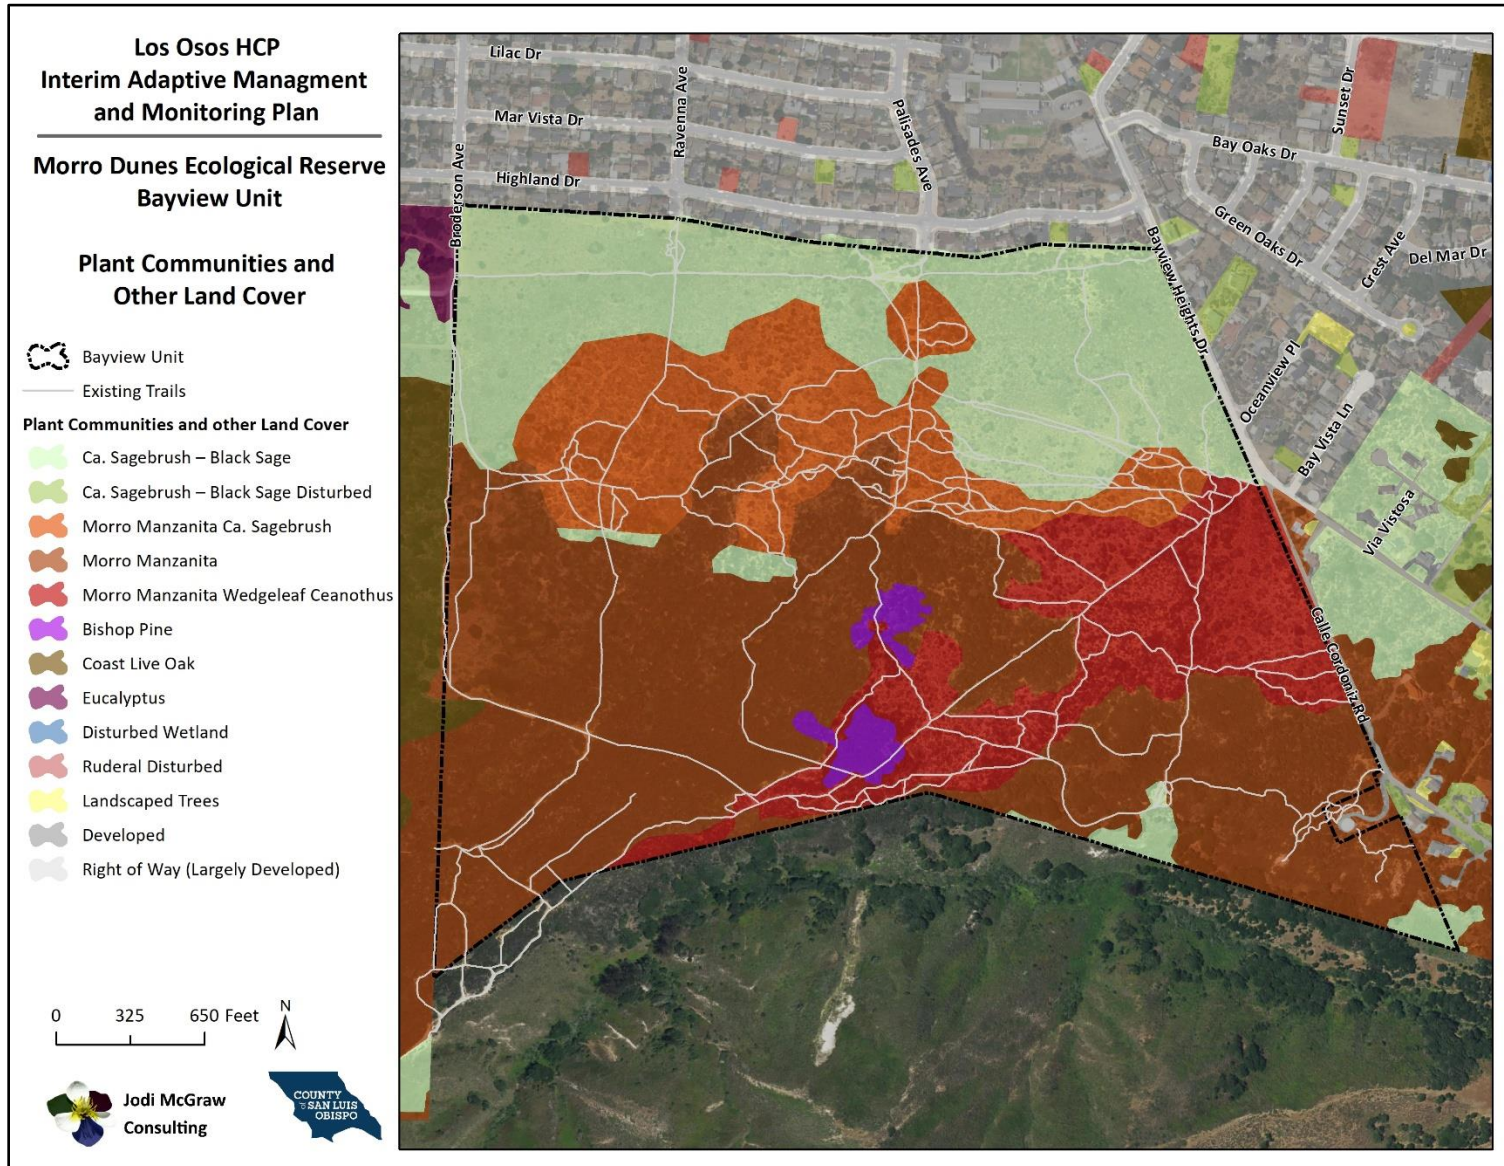 Los Osos HCP
Interim Adaptive Managment
and Monitoring Plan
Morro Dunes Ecological Reserve
Bayview Unit
Plant Communities and
Other Land Cover
Bayview Unit
Existing Trails
Plant Communities and other Land Cover
Ca. Sagebrush – Black Sage
Ca. Sagebrush – Black Sage Disturbed
Morro Manzanita Ca. Sagebrush
Morro Manzanita
Morro Manzanita Wedgeleaf Ceanothus
Bishop Pine
Coast Live Oak
Eucalyptus
Disturbed Wetland
Ruderal Disturbed
Landscaped Trees
Developed
Right of Way (Largely Developed)
0 325 650 Feet
N
Jodi McGraw
Consulting
COUNTY
OF SAN LUIS
OBISPO
Lilac Dr
Mar Vista Dr
Highland Dr
Broderson Ave
Ravenna Ave
Palisades Ave
Sunset Dr
Bay Oaks Dr
Green Oaks Dr
Crest Ave
Del Mar Dr
Bayview Heights Dr
Oceanview Pl
Bay Vista Ln
Via Vistosa
Calle Cordoniz Rd